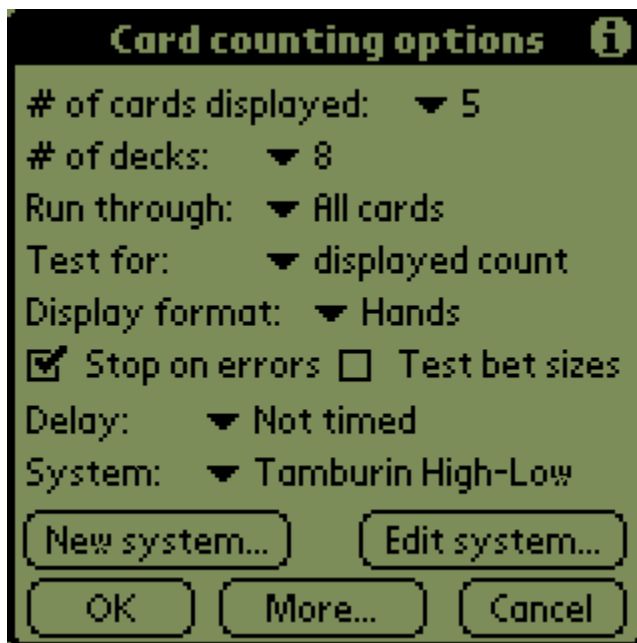 Card counting options i
# of cards displayed: 5
# of decks: 8
Run through: All cards
Test for: displayed count
Display format: Hands
Stop on errors Test bet sizes
Delay: Not timed
System: Tamburin High-Low
New system... Edit system...
OK More... Cancel